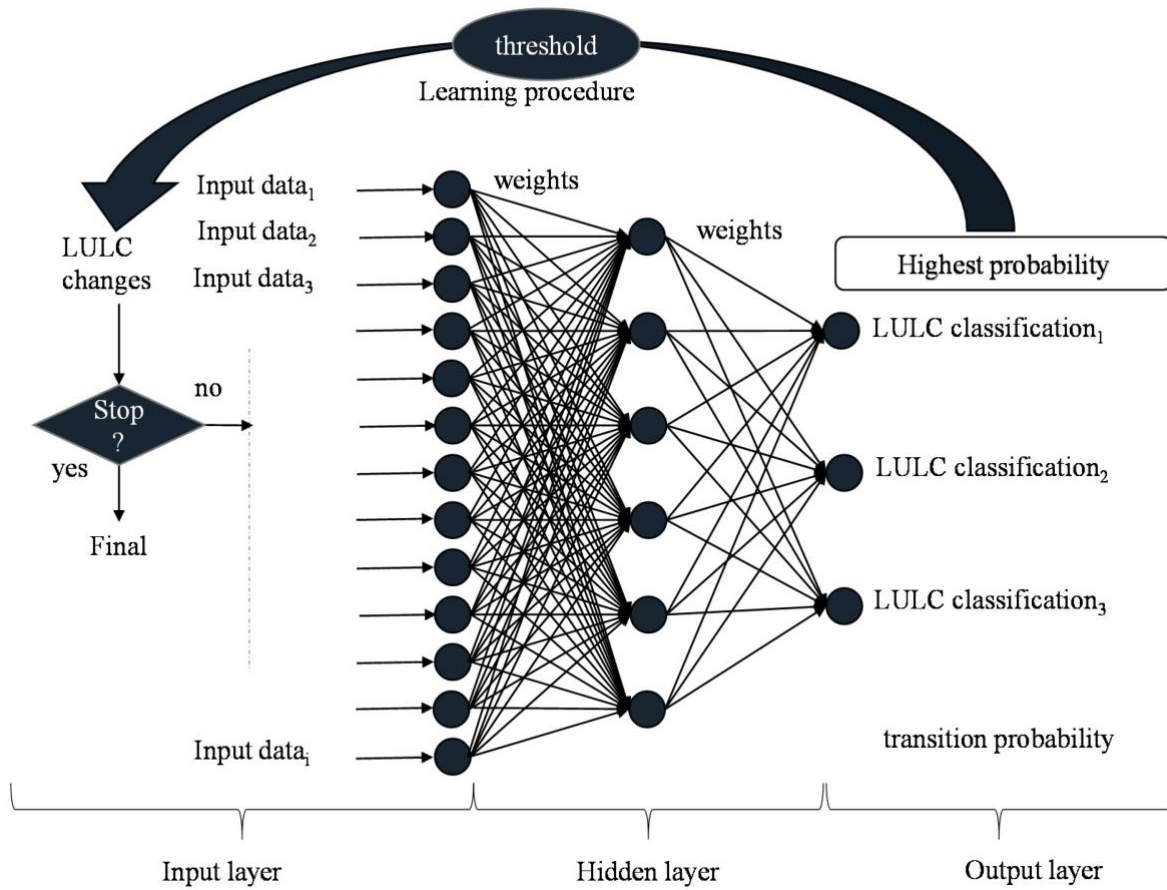 threshold
Learning procedure
Input data₁
weights
Input data₂
weights
LULC
changes
Input data₃
Highest probability
LULC classification₁
no
Stop
?
yes
LULC classification₂
Final
LULC classification₃
Input dataᵢ
transition probability
Input layer
Hidden layer
Output layer